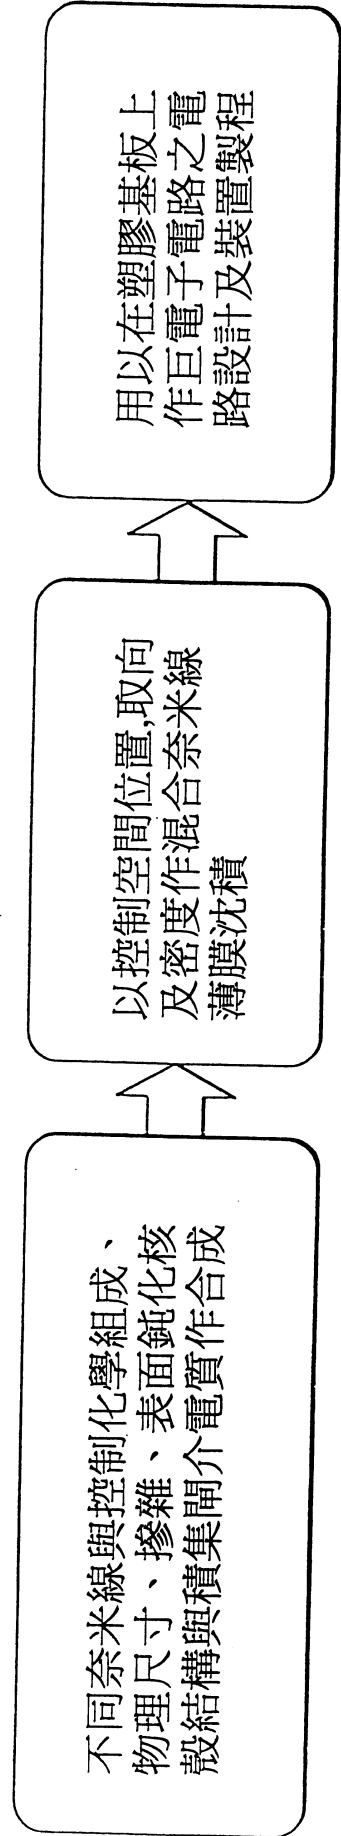 不同奈米線與控制化學組成、
物理尺寸、摻雜、表面鈍化核
殼結構與積集閘介電質作合成
以控制空間位置,取向
及密度作混合奈米線
薄膜沈積
用以在塑膠基板上
作巨電子電路之電
路設計及裝置製程